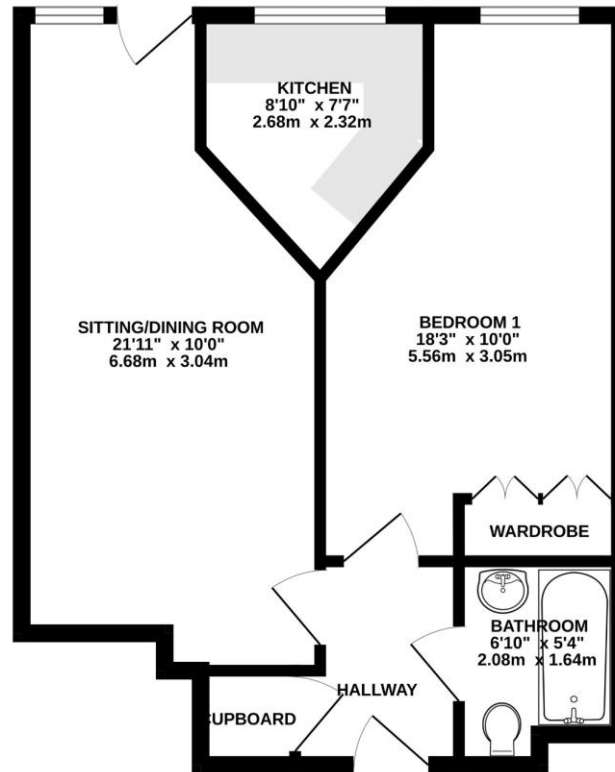 KITCHEN
8'10" x 7'7"
2.68m x 2.32m
SITTING/DINING ROOM
21'11" x 10'0"
6.68m x 3.04m
BEDROOM 1
18'3" x 10'0"
5.56m x 3.05m
WARDROBE
BATHROOM
6'10" x 5'4"
2.08m x 1.64m
HALLWAY
CUPBOARD